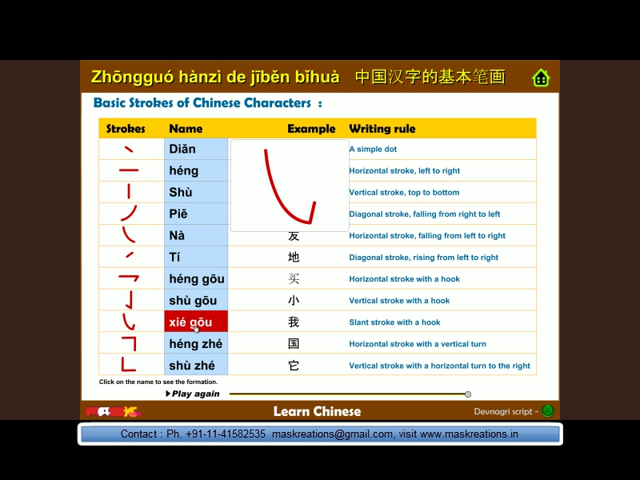 Zhōngguó hànzì de jīběn bǐhuà 中国汉字的基本笔画
Basic Strokes of Chinese Characters :
Strokes Name Example Writing rule
Diǎn A simple dot
héng Horizontal stroke, left to right
Shù Vertical stroke, top to bottom
Piě Diagonal stroke, falling from right to left
Nà 友 Horizontal stroke, falling from left to right
Tí 地 Diagonal stroke, rising from left to right
héng gōu 买 Horizontal stroke with a hook
shù gōu 小 Vertical stroke with a hook
xié gōu 我 Slant stroke with a hook
héng zhé 国 Horizontal stroke with a vertical turn
shù zhé 它 Vertical stroke with a horizontal turn to the right
Click on the name to see the formation.
Play again
Learn Chinese
Devnagri script -
Contact : Ph. +91-11-41582535 maskreations@gmail.com, visit www.maskreations.in